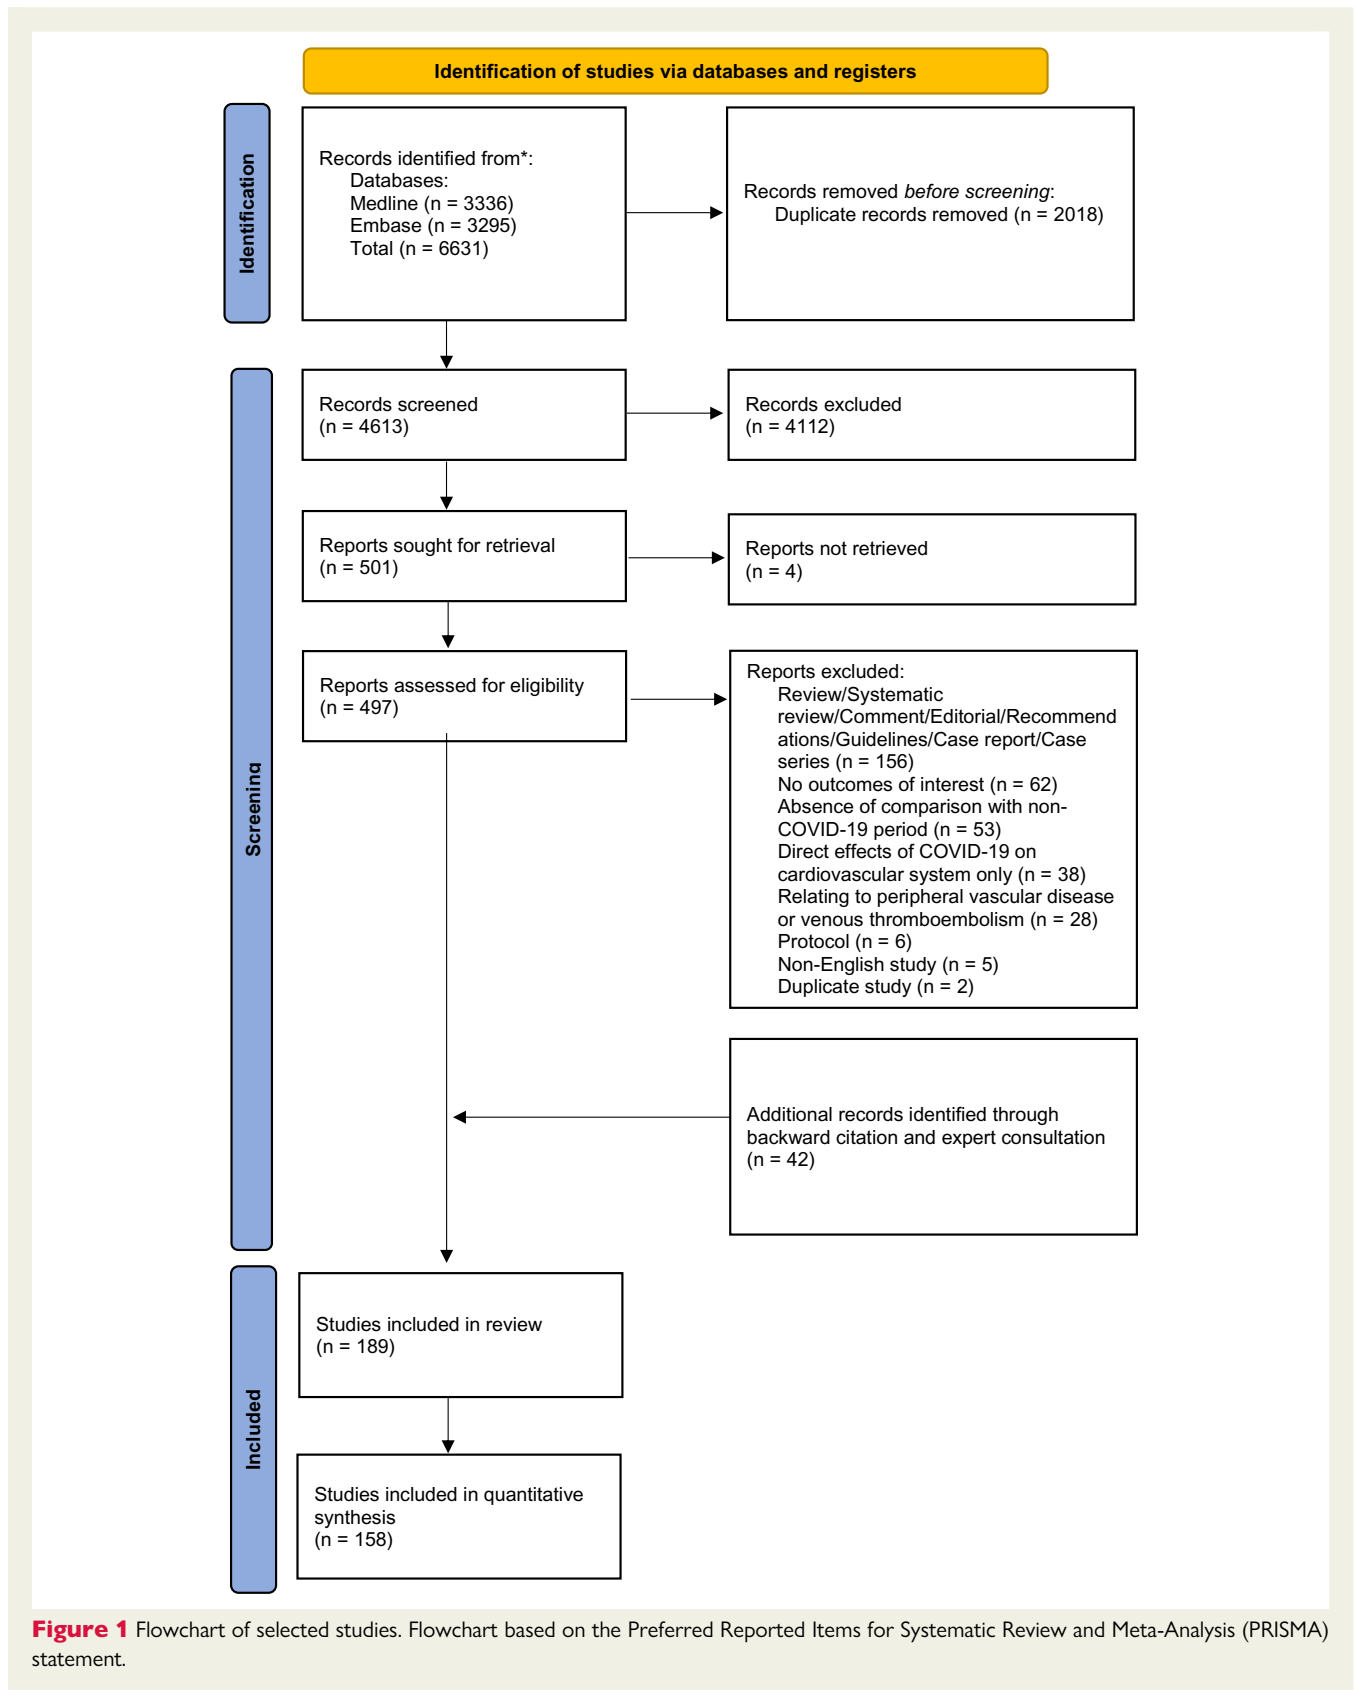 Identification of studies via databases and registers
Identification
Records identified from*:
Databases:
Medline (n = 3336)
Embase (n = 3295)
Total (n = 6631)
Records removed before screening:
Duplicate records removed (n = 2018)
Screening
Records screened
(n = 4613)
Records excluded
(n = 4112)
Reports sought for retrieval
(n = 501)
Reports not retrieved
(n = 4)
Reports assessed for eligibility
(n = 497)
Reports excluded:
Review/Systematic
review/Comment/Editorial/Recommend
ations/Guidelines/Case report/Case
series (n = 156)
No outcomes of interest (n = 62)
Absence of comparison with non-
COVID-19 period (n = 53)
Direct effects of COVID-19 on
cardiovascular system only (n = 38)
Relating to peripheral vascular disease
or venous thromboembolism (n = 28)
Protocol (n = 6)
Non-English study (n = 5)
Duplicate study (n = 2)
Additional records identified through
backward citation and expert consultation
(n = 42)
Included
Studies included in review
(n = 189)
Studies included in quantitative
synthesis
(n = 158)
Figure 1 Flowchart of selected studies. Flowchart based on the Preferred Reported Items for Systematic Review and Meta-Analysis (PRISMA)
statement.